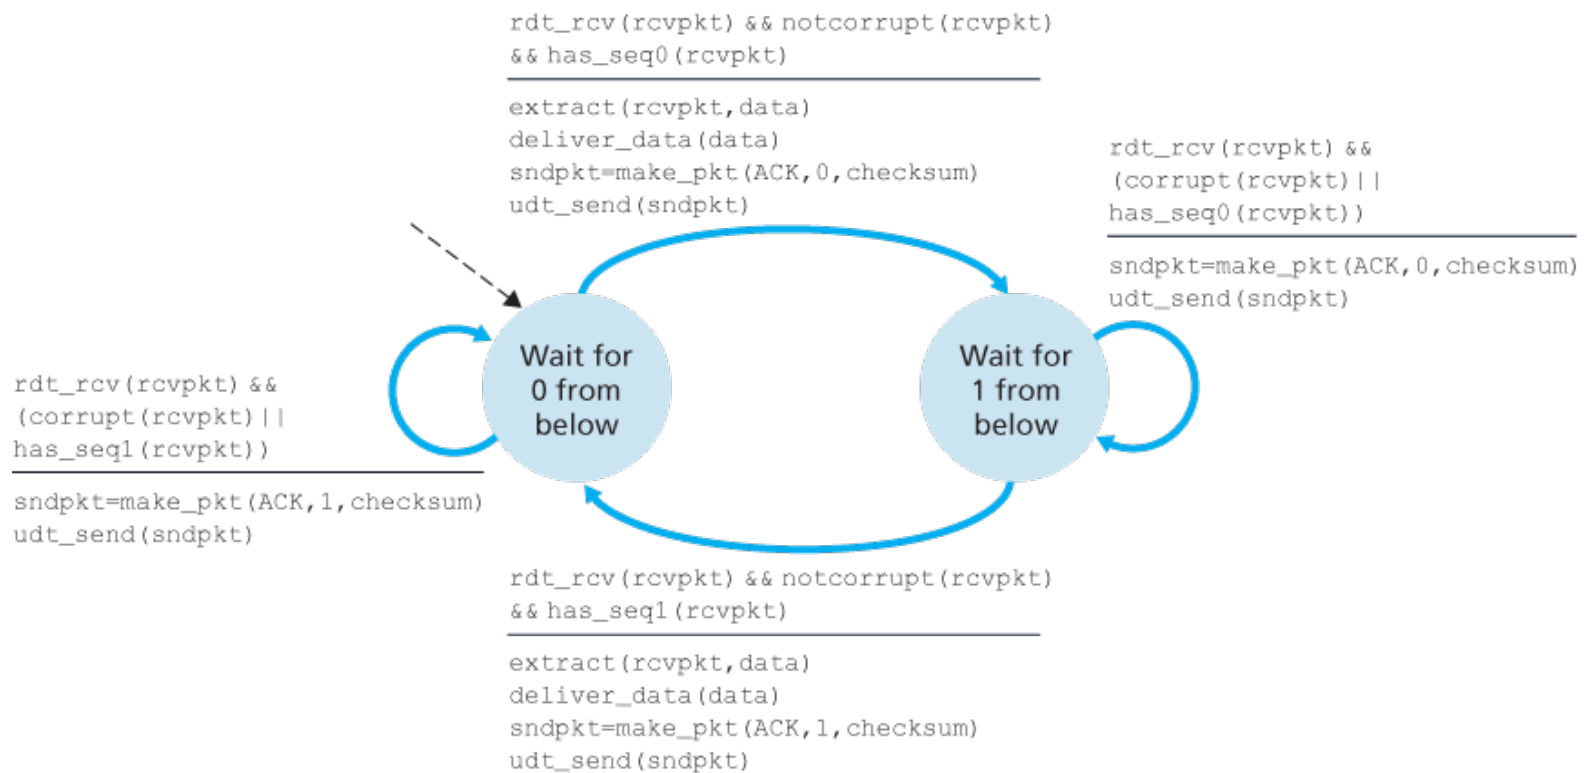 rdt_rcv(rcvpkt) && notcorrupt(rcvpkt)
&& has_seq0(rcvpkt)
extract(rcvpkt,data)
deliver_data(data)
sndpkt=make_pkt(ACK,0,checksum)
udt_send(sndpkt)
rdt_rcv(rcvpkt) &&
(corrupt(rcvpkt)||
has_seq0(rcvpkt))
sndpkt=make_pkt(ACK,0,checksum)
udt_send(sndpkt)
Wait for
0 from
below
Wait for
1 from
below
rdt_rcv(rcvpkt) &&
(corrupt(rcvpkt)||
has_seq1(rcvpkt))
sndpkt=make_pkt(ACK,1,checksum)
udt_send(sndpkt)
rdt_rcv(rcvpkt) && notcorrupt(rcvpkt)
&& has_seq1(rcvpkt)
extract(rcvpkt,data)
deliver_data(data)
sndpkt=make_pkt(ACK,1,checksum)
udt_send(sndpkt)